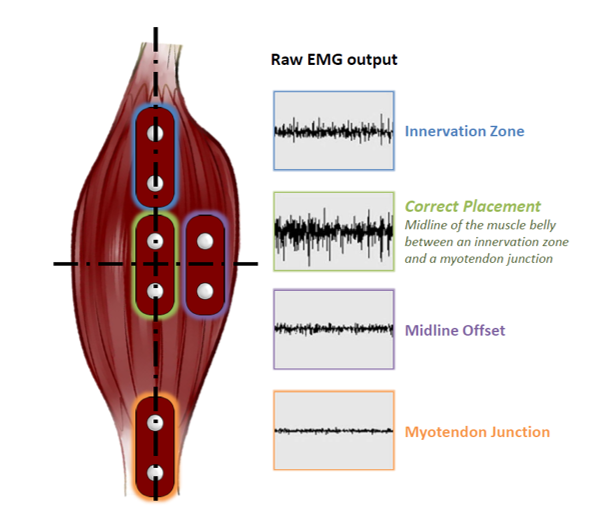 Raw EMG output
Innervation Zone
Correct Placement
Midline of the muscle belly
between an innervation zone
and a myotendon junction
Midline Offset
Myotendon Junction